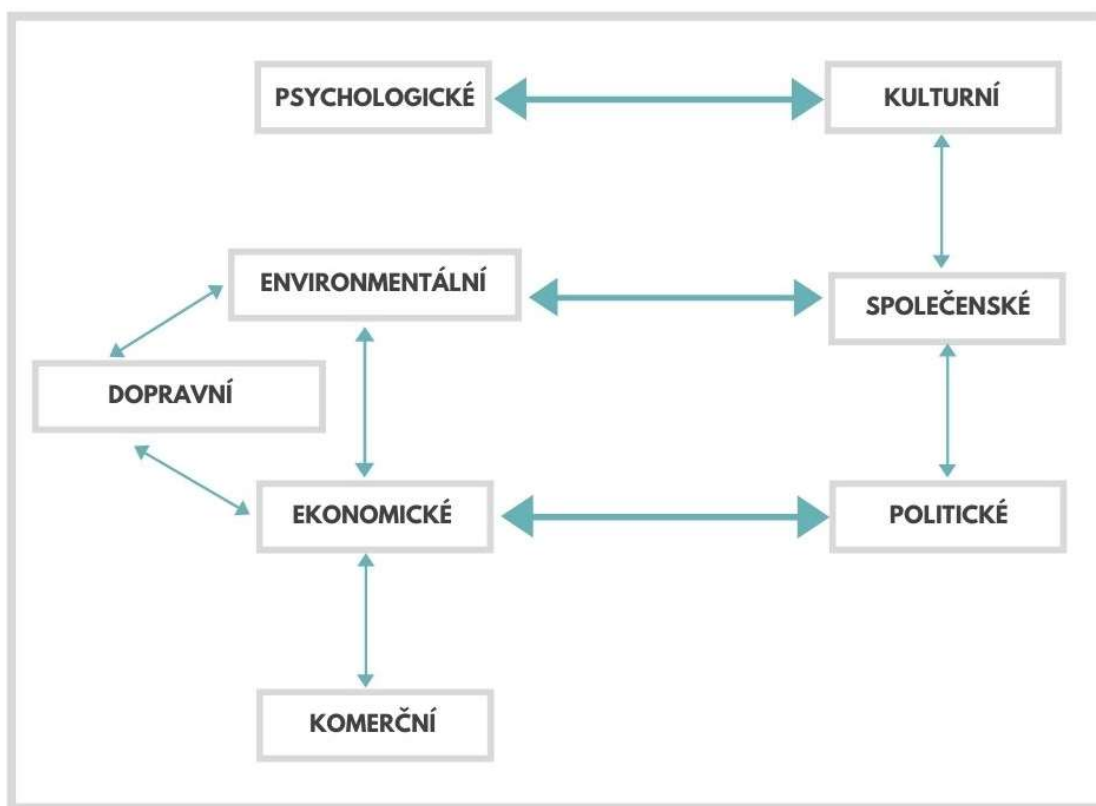 PSYCHOLOGICKÉ
KULTURNÍ
ENVIRONMENTÁLNÍ
SPOLEČENSKÉ
DOPRAVNÍ
EKONOMICKÉ
POLITICKÉ
KOMERČNÍ